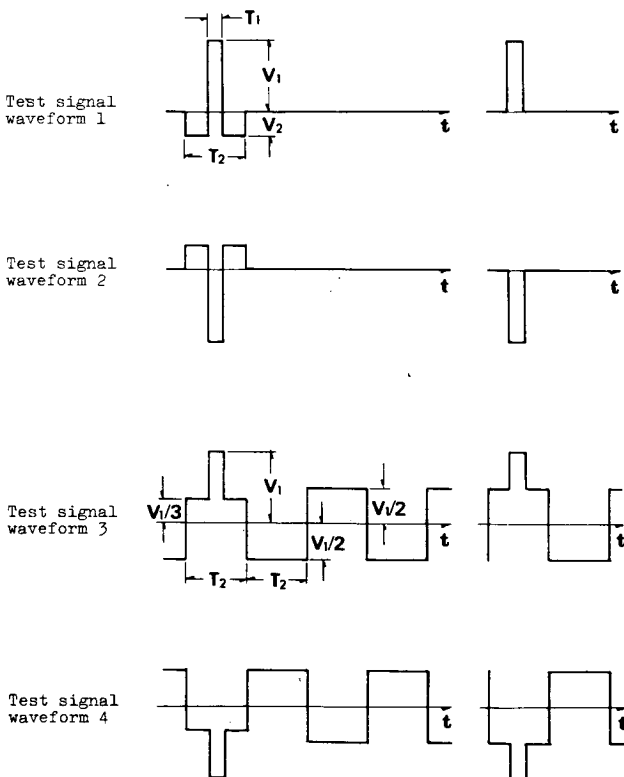 T₁
V₁
Test signal
waveform 1
V₂
t
t
T₂
Test signal
waveform 2
t
t
V₁
V₁/3
V₁/2
Test signal
waveform 3
V₁/2
t
t
T₂
T₂
Test signal
waveform 4
t
t